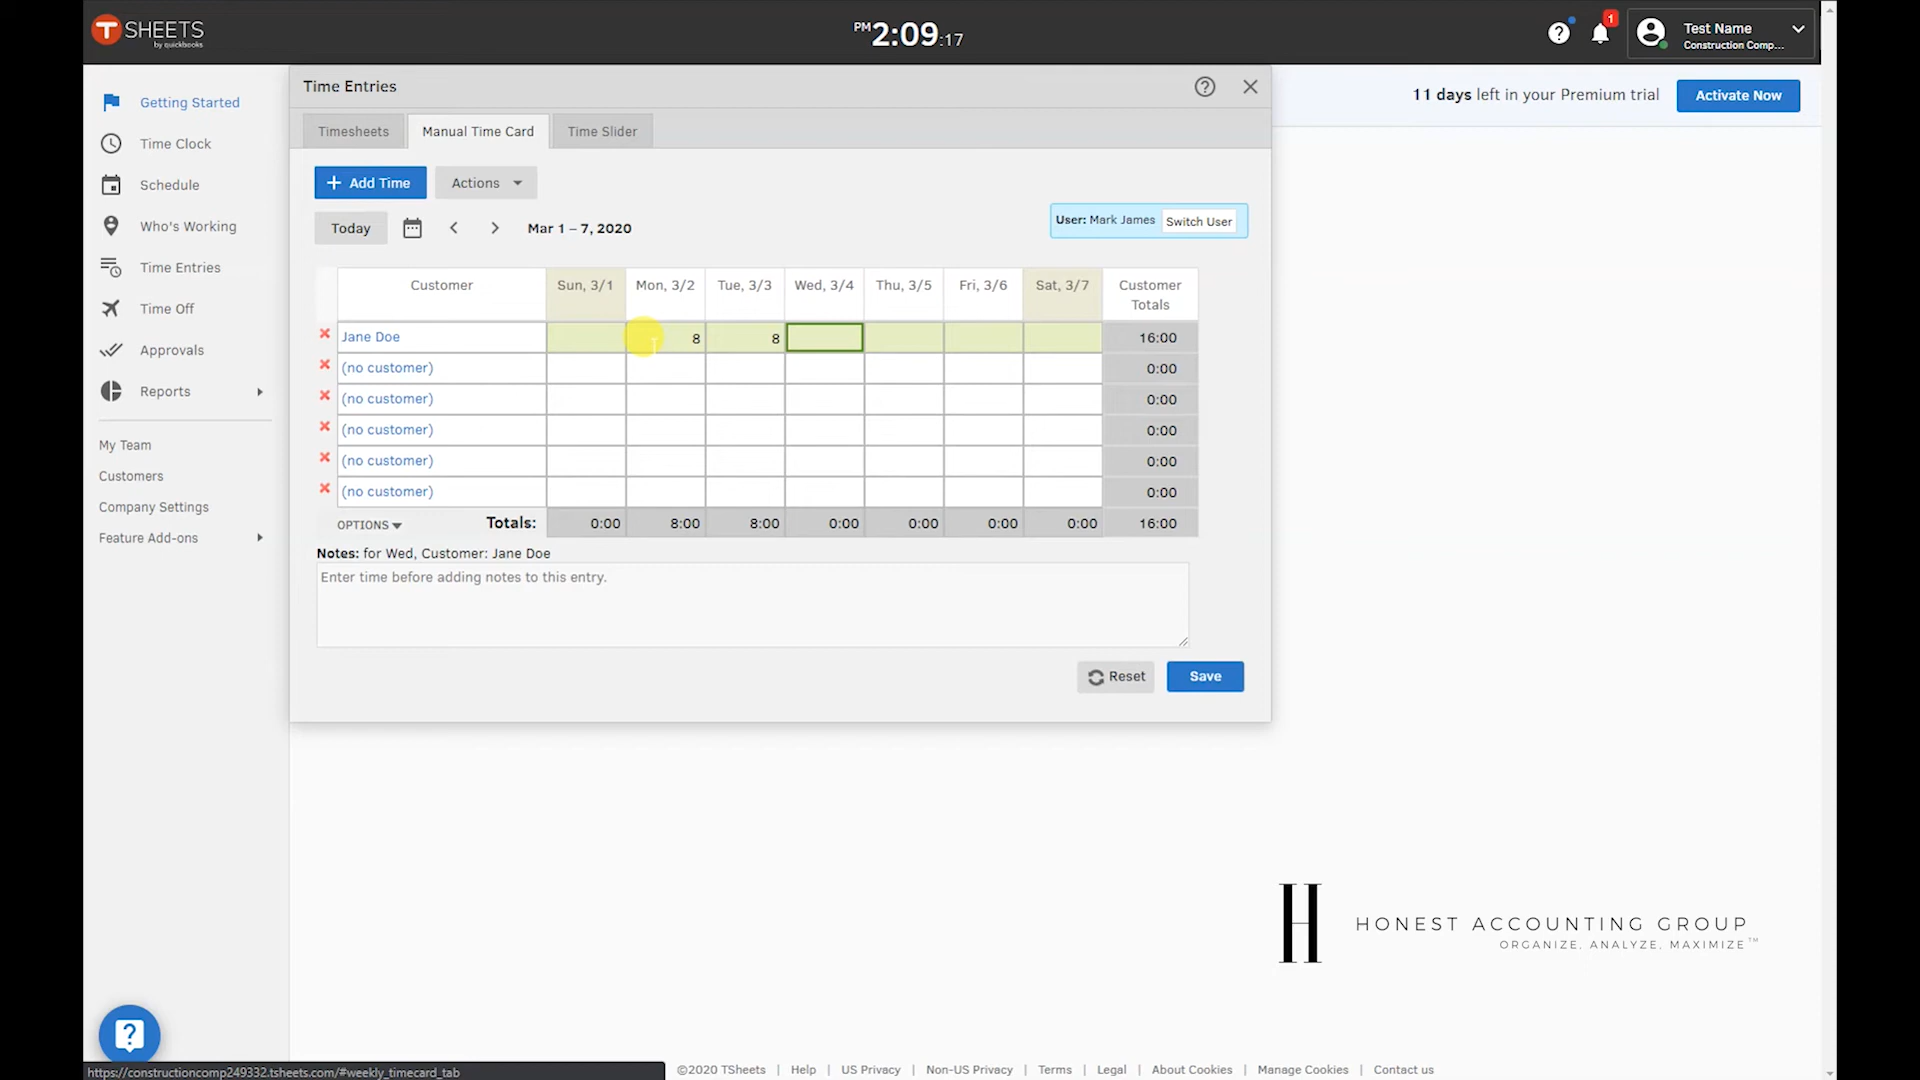 T SHEETS
by quickbooks
PM 2:09:17
1
Test Name
Construction Comp...
Getting Started
Time Clock
Schedule
Who's Working
Time Entries
Time Off
Approvals
Reports
My Team
Customers
Company Settings
Feature Add-ons
11 days left in your Premium trial
Activate Now
Time Entries
Timesheets
Manual Time Card
Time Slider
+ Add Time
Actions
Today
Mar 1 – 7, 2020
User: Mark James
Switch User
Customer
Sun, 3/1
Mon, 3/2
Tue, 3/3
Wed, 3/4
Thu, 3/5
Fri, 3/6
Sat, 3/7
Customer
Totals
Jane Doe 8 8 16:00
(no customer) 0:00
(no customer) 0:00
(no customer) 0:00
(no customer) 0:00
(no customer) 0:00
OPTIONS Totals: 0:00 8:00 8:00 0:00 0:00 0:00 0:00 16:00
Notes: for Wed, Customer: Jane Doe
Enter time before adding notes to this entry.
Reset
Save
H HONEST ACCOUNTING GROUP
ORGANIZE. ANALYZE. MAXIMIZE™
https://constructioncomp249332.tsheets.com/#weekly_timecard_tab
©2020 TSheets | Help | US Privacy | Non-US Privacy | Terms | Legal | About Cookies | Manage Cookies | Contact us